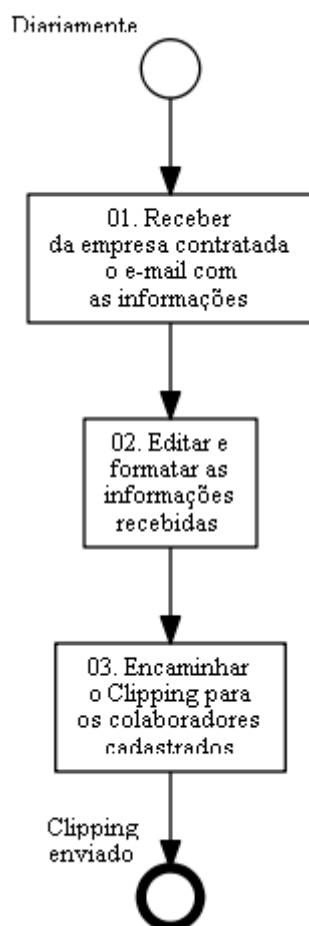 Diariamente
01. Receber
da empresa contratada
o e-mail com
as informações
02. Editar e
formatar as
informações
recebidas
03. Encaminhar
o Clipping para
os colaboradores
cadastrados
Clipping
enviado